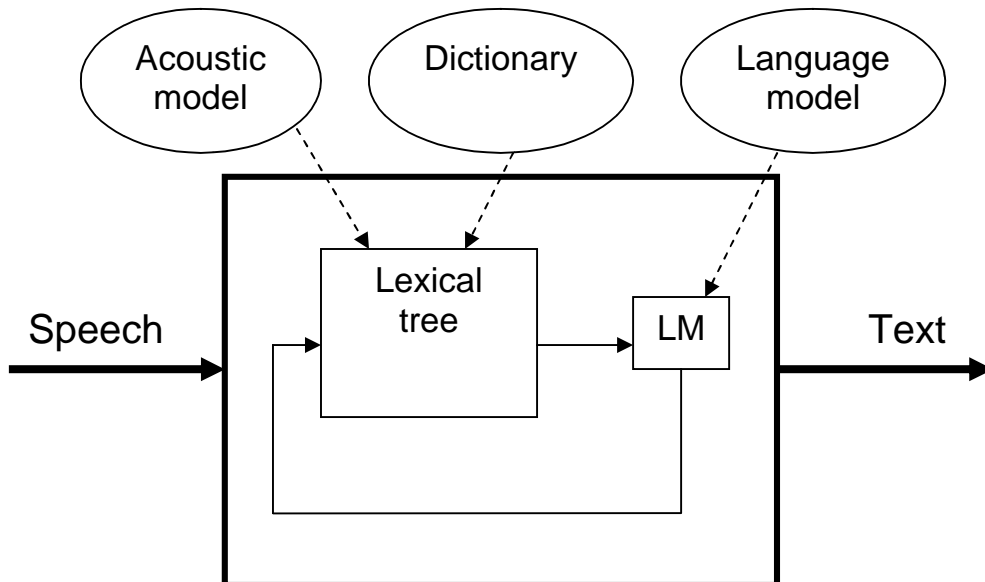 Acoustic
model
Dictionary
Language
model
Lexical
tree
LM
Speech
Text